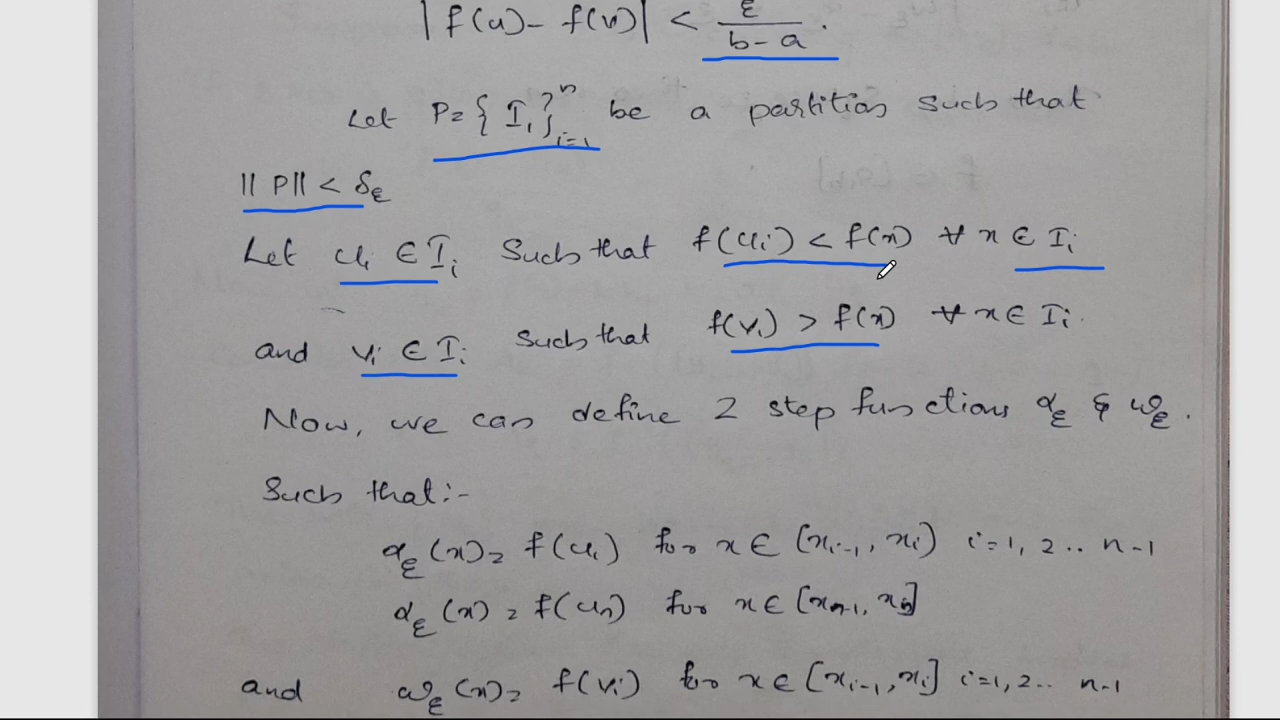 |f(u) - f(v)| < ε/(b-a).
Let P = {I_i}^n_{i=1} be a partition such that
||P|| < δ_ε
Let u_i ∈ I_i such that f(u_i) < f(x) ∀ x ∈ I_i
and v_i ∈ I_i such that f(v_i) > f(x) ∀ x ∈ I_i.
Now, we can define 2 step functions α_ε & ω_ε.
Such that:-
α_ε(x) = f(u_i) for x ∈ [x_{i-1}, x_i) i=1, 2.. n-1
α_ε(x) = f(u_n) for x ∈ [x_{n-1}, x_n]
and ω_ε(x) = f(v_i) for x ∈ [x_{i-1}, x_i] i=1, 2.. n-1